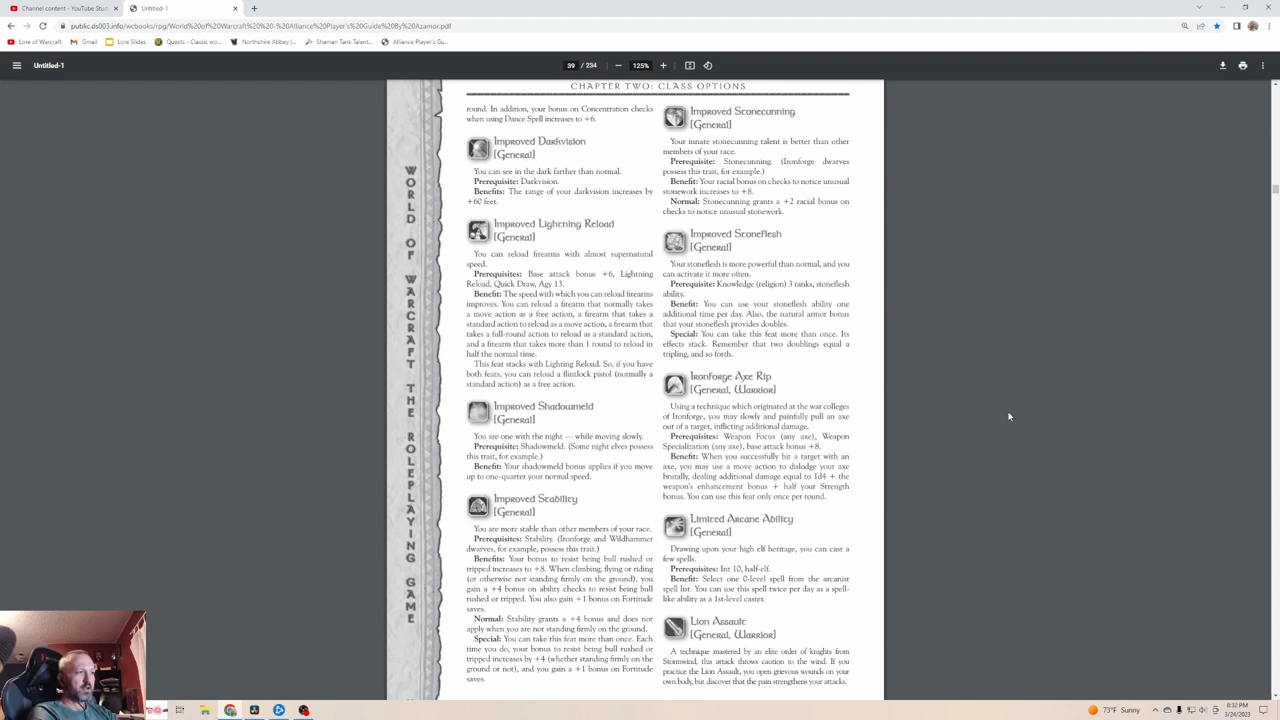 Channel content - YouTube Stud
Untitled-1
public.ds003.info/wcbooks/rpg/World%20of%20Warcraft%20%20-%20Alliance%20Player's%20Guide%20By%20Azamor.pdf
Lore of Warcraft
Gmail
Lore Slides
Quests - Classic wo...
Northshire Abbey |...
Shaman Tank Talent...
Alliance Player's Gu...
Untitled-1
39 / 234
125%
CHAPTER TWO: CLASS OPTIONS
WORLD OF WARCRAFT THE ROLEPLAYING GAME
round. In addition, your bonus on Concentration checks
when using Dance Spell increases to +6.
Improved Darkvision
[General]
You can see in the dark farther than normal.
Prerequisite: Darkvision.
Benefits: The range of your darkvision increases by
+60 feet.
Improved Lightning Reload
[General]
You can reload firearms with almost supernatural
speed.
Prerequisites: Base attack bonus +6, Lightning
Reload, Quick Draw, Agy 13.
Benefit: The speed with which you can reload firearms
improves. You can reload a firearm that normally takes
a move action as a free action, a firearm that takes a
standard action to reload as a move action, a firearm that
takes a full-round action to reload as a standard action,
and a firearm that takes more than 1 round to reload in
half the normal time.
This feat stacks with Lighting Reload. So, if you have
both feats, you can reload a flintlock pistol (normally a
standard action) as a free action.
Improved Shadowmeld
[General]
You are one with the night — while moving slowly.
Prerequisite: Shadowmeld. (Some night elves possess
this trait, for example.)
Benefit: Your shadowmeld bonus applies if you move
up to one-quarter your normal speed.
Improved Stability
[General]
You are more stable than other members of your race.
Prerequisites: Stability. (Ironforge and Wildhammer
dwarves, for example, possess this trait.)
Benefits: Your bonus to resist being bull rushed or
tripped increases to +8. When climbing, flying or riding
(or otherwise not standing firmly on the ground), you
gain a +4 bonus on ability checks to resist being bull
rushed or tripped. You also gain +1 bonus on Fortitude
saves.
Normal: Stability grants a +4 bonus and does not
apply when you are not standing firmly on the ground.
Special: You can take this feat more than once. Each
time you do, your bonus to resist being bull rushed or
tripped increases by +4 (whether standing firmly on the
ground or not), and you gain a +1 bonus on Fortitude
saves.
Improved Stonecunning
[General]
Your innate stonecunning talent is better than other
members of your race.
Prerequisite: Stonecunning. (Ironforge dwarves
possess this trait, for example.)
Benefit: Your racial bonus on checks to notice unusual
stonework increases to +8.
Normal: Stonecunning grants a +2 racial bonus on
checks to notice unusual stonework.
Improved Stoneflesh
[General]
Your stoneflesh is more powerful than normal, and you
can activate it more often.
Prerequisite: Knowledge (religion) 3 ranks, stoneflesh
ability.
Benefit: You can use your stoneflesh ability one
additional time per day. Also, the natural armor bonus
that your stoneflesh provides doubles.
Special: You can take this feat more than once. Its
effects stack. Remember that two doublings equal a
tripling, and so forth.
Ironforge Axe Rip
[General, Warrior]
Using a technique which originated at the war colleges
of Ironforge, you may slowly and painfully pull an axe
out of a target, inflicting additional damage.
Prerequisites: Weapon Focus (any axe), Weapon
Specialization (any axe), base attack bonus +8.
Benefit: When you successfully hit a target with an
axe, you may use a move action to dislodge your axe
brutally, dealing additional damage equal to 1d4 + the
weapon's enhancement bonus + half your Strength
bonus. You can use this feat only once per round.
Limited Arcane Ability
[General]
Drawing upon your high elf heritage, you can cast a
few spells.
Prerequisites: Int 10, half-elf.
Benefit: Select one 0-level spell from the arcanist
spell list. You can use this spell twice per day as a spell-
like ability as a 1st-level caster.
Lion Assault
[General, Warrior]
A technique mastered by an elite order of knights from
Stormwind, this attack throws caution to the wind. If you
practice the Lion Assault, you open grievous wounds on your
own body, but discover that the pain strengthens your attacks.
73°F Sunny
8:32 PM
3/24/2023